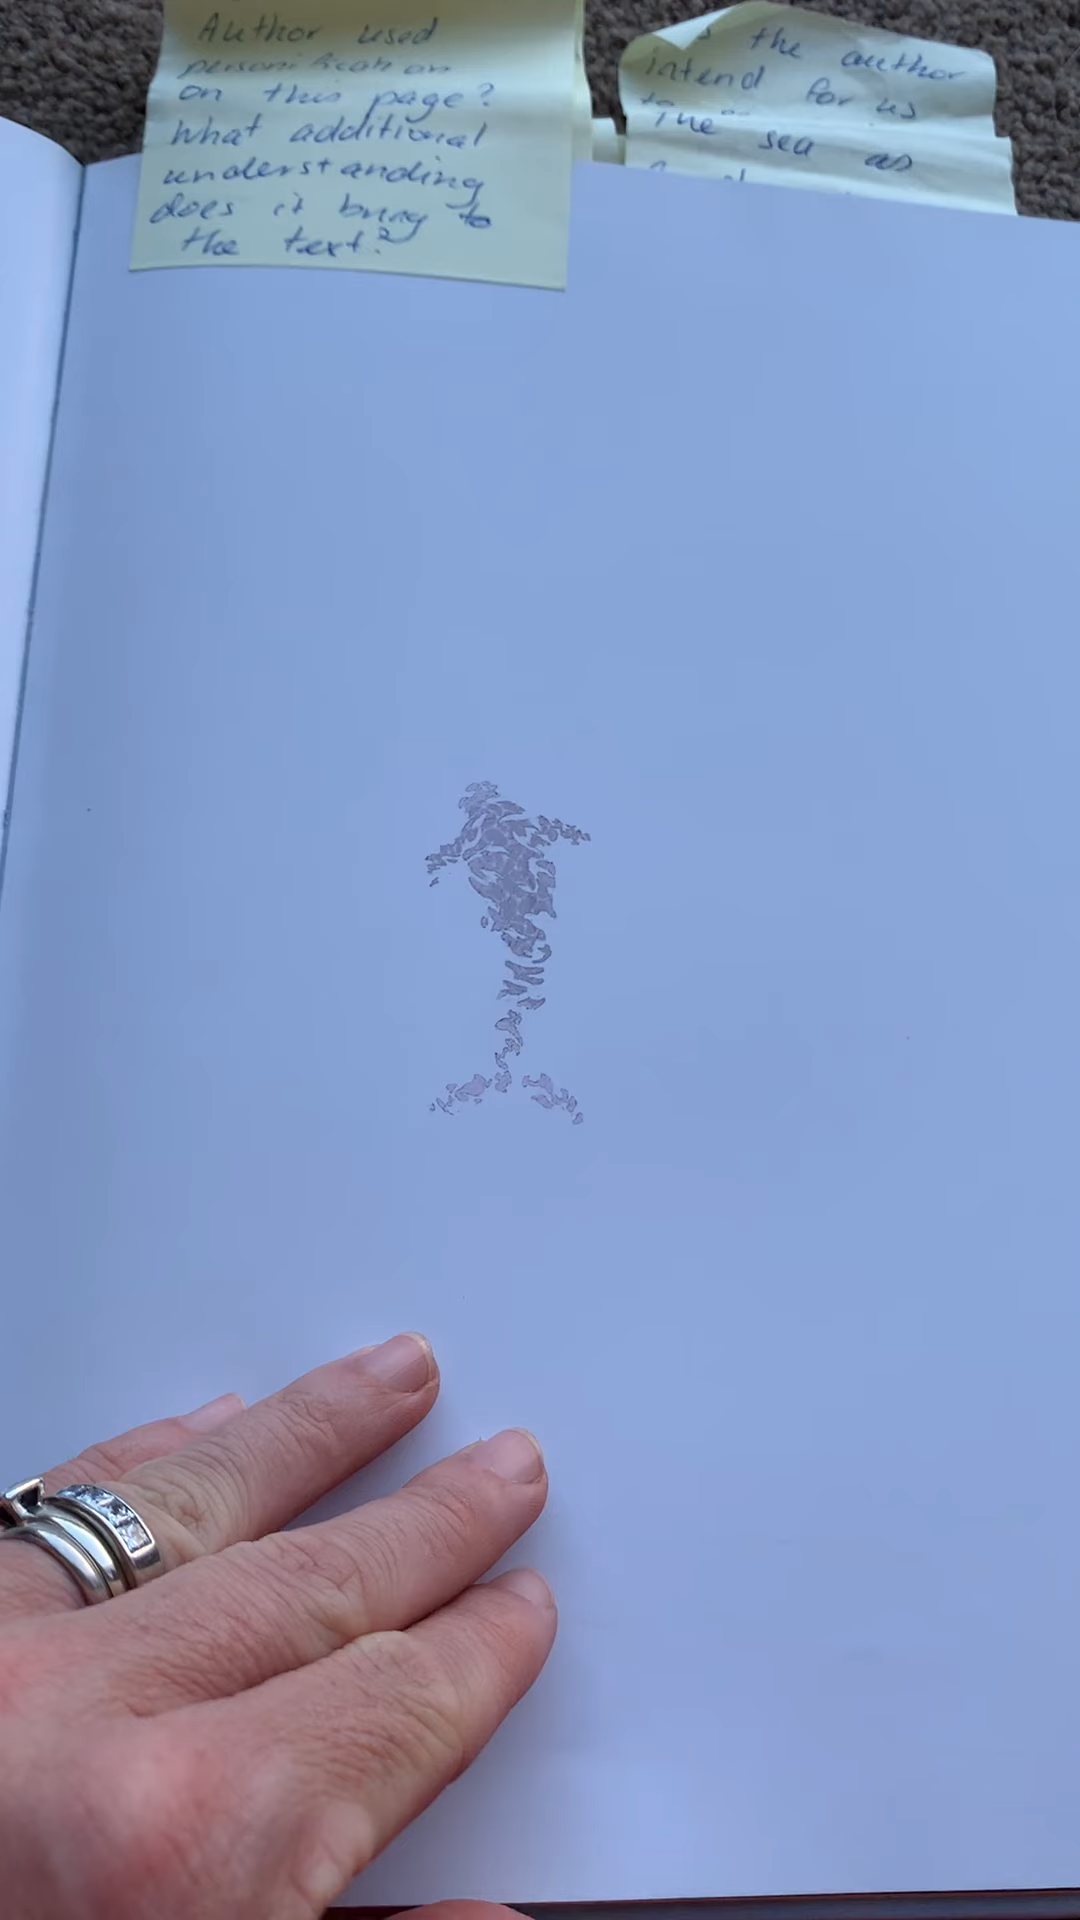 Author used
personification
on this page?
What additional
understanding
does it bring to
the text?
the author
intend for us
the sea as